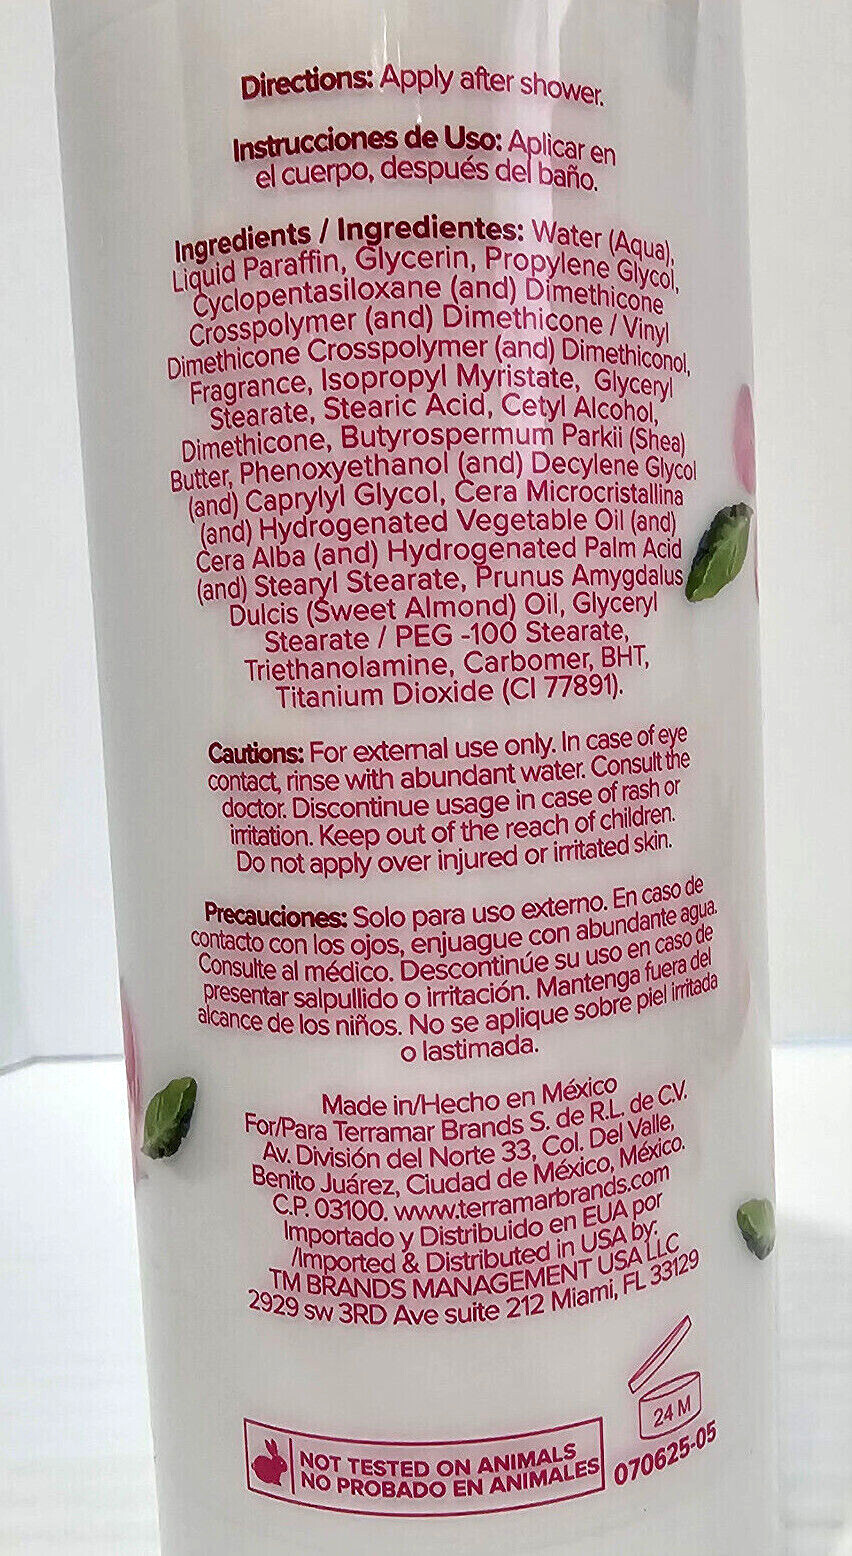 Directions: Apply after shower.
Instrucciones de Uso: Aplicar en
el cuerpo, después del baño.
Ingredients / Ingredientes: Water (Aqua),
Liquid Paraffin, Glycerin, Propylene Glycol,
Cyclopentasiloxane (and) Dimethicone
Crosspolymer (and) Dimethicone / Vinyl
Dimethicone Crosspolymer (and) Dimethiconol,
Fragrance, Isopropyl Myristate, Glyceryl
Stearate, Stearic Acid, Cetyl Alcohol,
Dimethicone, Butyrospermum Parkii (Shea)
Butter, Phenoxyethanol (and) Decylene Glycol
(and) Caprylyl Glycol, Cera Microcristallina
(and) Hydrogenated Vegetable Oil (and)
Cera Alba (and) Hydrogenated Palm Acid
(and) Stearyl Stearate, Prunus Amygdalus
Dulcis (Sweet Almond) Oil, Glyceryl
Stearate / PEG -100 Stearate,
Triethanolamine, Carbomer, BHT,
Titanium Dioxide (CI 77891).
Cautions: For external use only. In case of eye
contact, rinse with abundant water. Consult the
doctor. Discontinue usage in case of rash or
irritation. Keep out of the reach of children.
Do not apply over injured or irritated skin.
Precauciones: Solo para uso externo. En caso de
contacto con los ojos, enjuague con abundante agua.
Consulte al médico. Descontinúe su uso en caso de
presentar salpullido o irritación. Mantenga fuera del
alcance de los niños. No se aplique sobre piel irritada
o lastimada.
Made in/Hecho en México
For/Para Terramar Brands S. de R.L. de C.V.
Av. División del Norte 33, Col. Del Valle,
Benito Juárez, Ciudad de México, México.
C.P. 03100. www.terramarbrands.com
Importado y Distribuido en EUA por
/Imported & Distributed in USA by:
TM BRANDS MANAGEMENT USA LLC
2929 sw 3RD Ave suite 212 Miami, FL 33129
24 M
NOT TESTED ON ANIMALS
NO PROBADO EN ANIMALES
070625-05